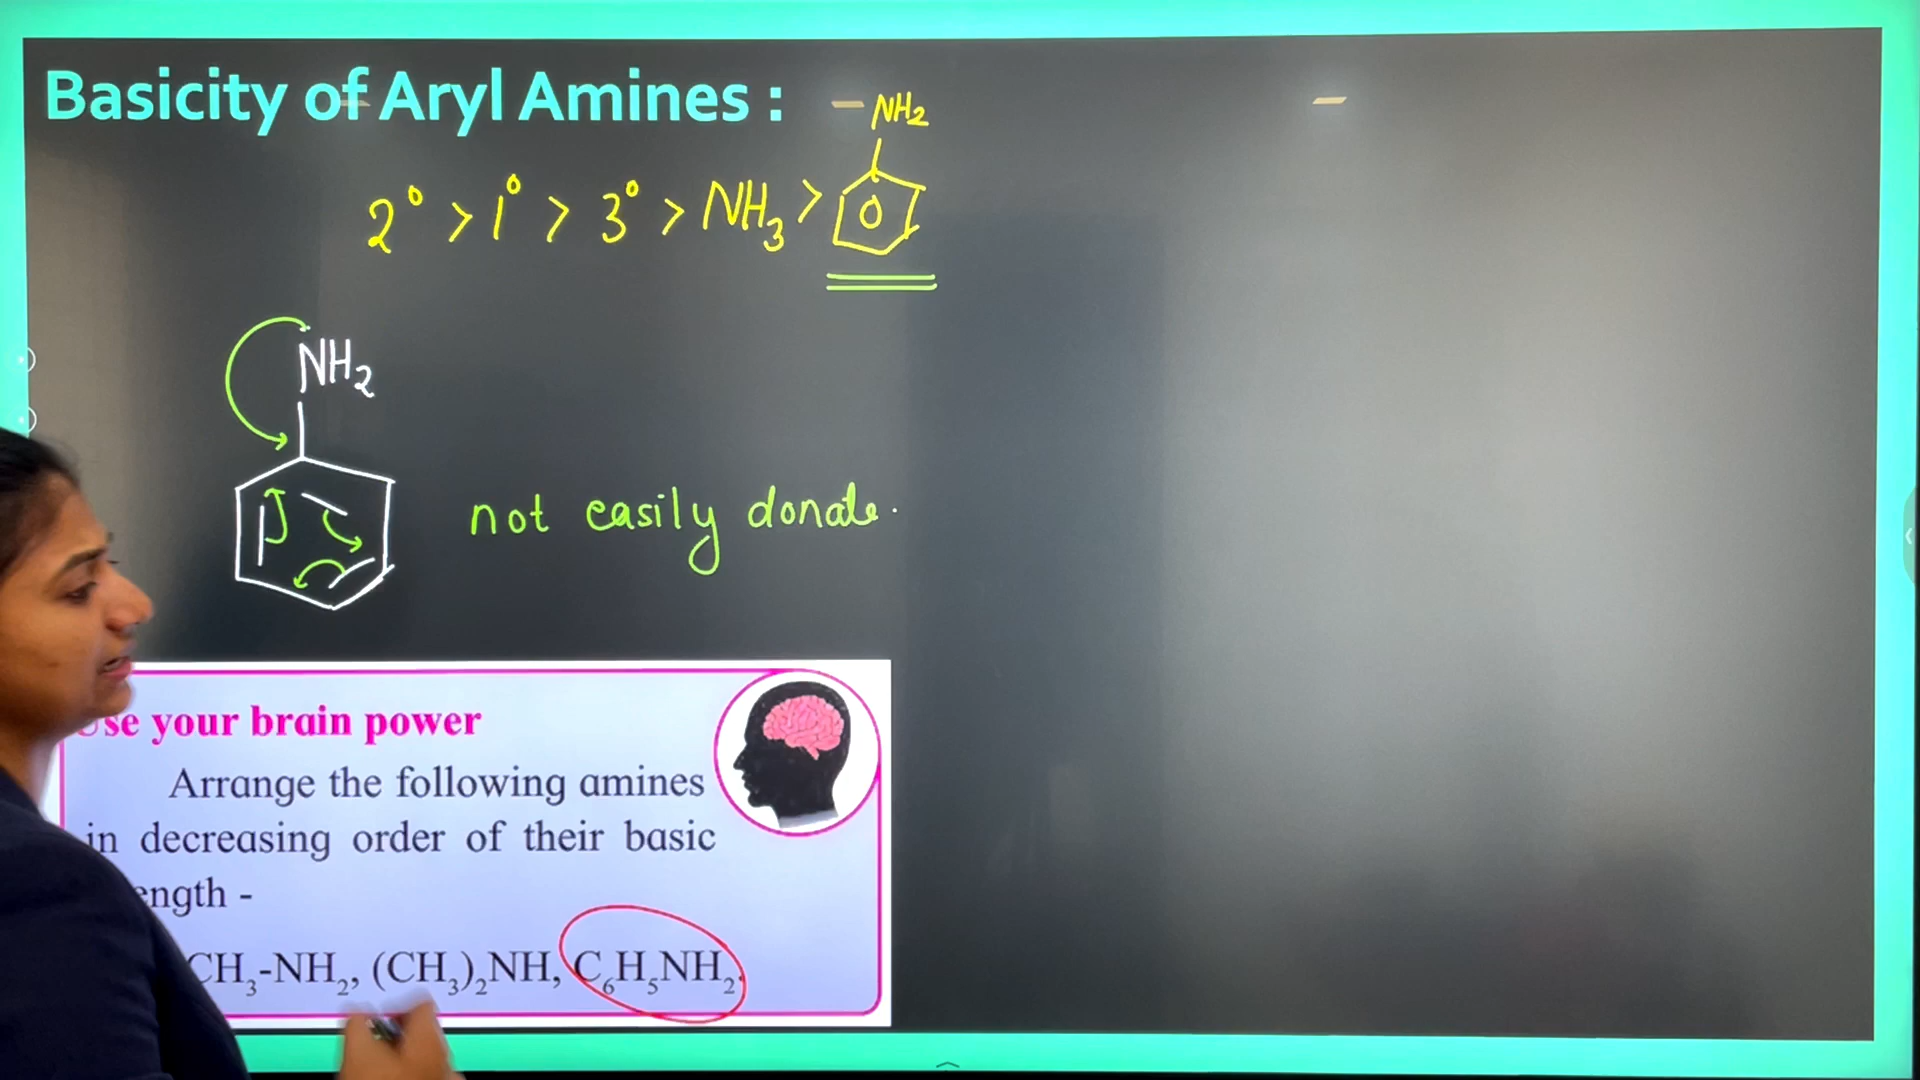 Basicity of Aryl Amines :
NH₂
2° > 1° > 3° > NH₃ >
NH₂
not easily donate.
se your brain power
Arrange the following amines
in decreasing order of their basic
ength -
CH₃-NH₂, (CH₃)₂NH, C₆H₅NH₂.